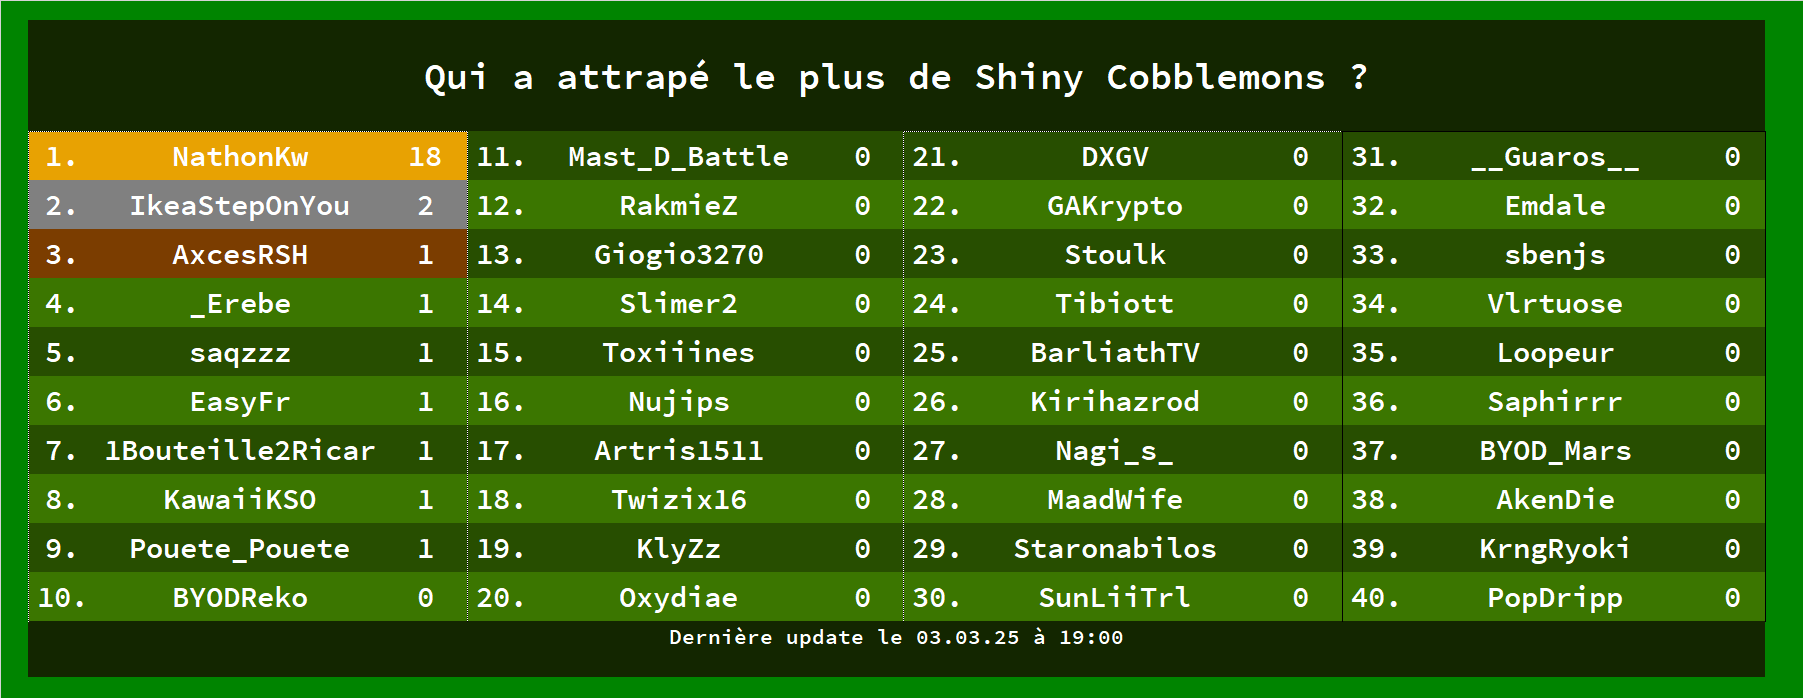 Qui a attrapé le plus de Shiny Cobblemons ?
1. NathonKw 18
2. IkeaStepOnYou 2
3. AxcesRSH 1
4. _Erebe 1
5. saqzzz 1
6. EasyFr 1
7. 1Bouteille2Ricar 1
8. KawaiiKSO 1
9. Pouete_Pouete 1
10. BYODReko 0
11. Mast_D_Battle 0
12. RakmieZ 0
13. Giogio3270 0
14. Slimer2 0
15. Toxiiines 0
16. Nujips 0
17. Artris1511 0
18. Twizix16 0
19. KlyZz 0
20. Oxydiae 0
21. DXGV 0
22. GAKrypto 0
23. Stoulk 0
24. Tibiott 0
25. BarliathTV 0
26. Kirihazrod 0
27. Nagi_s_ 0
28. MaadWife 0
29. Staronabilos 0
30. SunLiiTrl 0
31. __Guaros__ 0
32. Emdale 0
33. sbenjs 0
34. Vlrtuose 0
35. Loopeur 0
36. Saphirrr 0
37. BYOD_Mars 0
38. AkenDie 0
39. KrngRyoki 0
40. PopDripp 0
Dernière update le 03.03.25 à 19:00